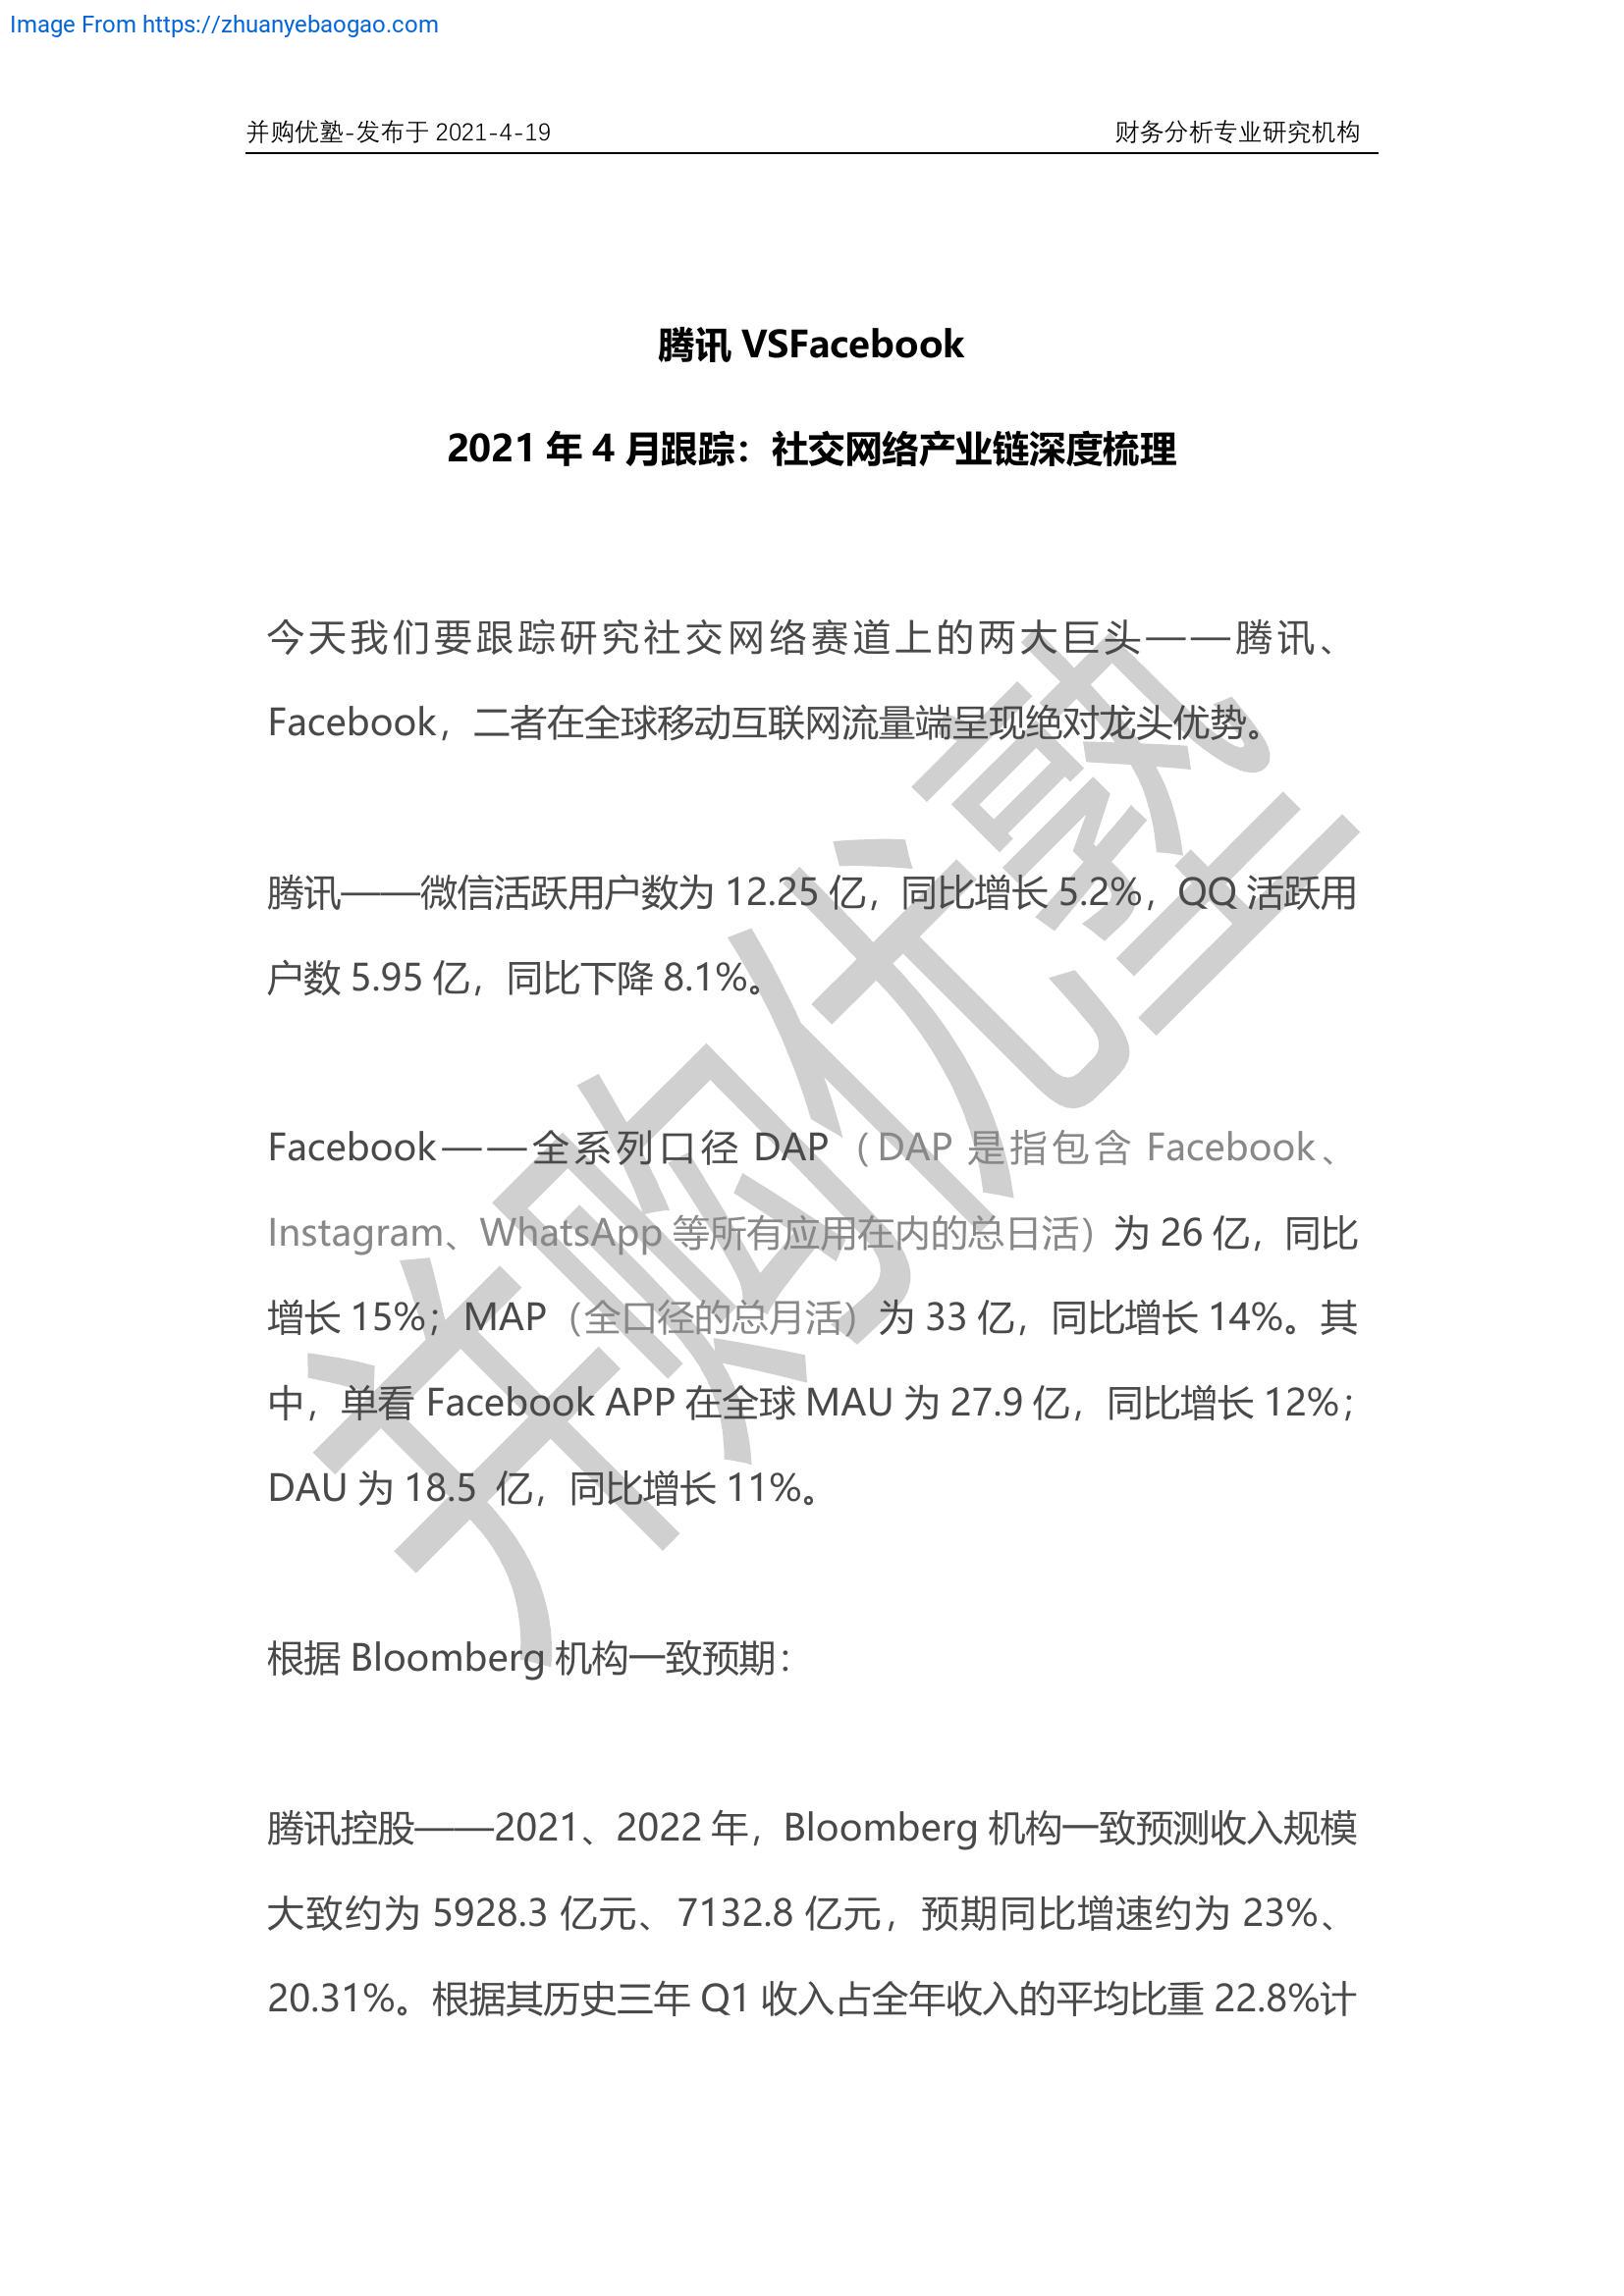 Image From https://zhuanyebaogao.com
并购优塾-发布于 2021-4-19 财务分析专业研究机构
腾讯 VSFacebook
2021 年 4 月跟踪：社交网络产业链深度梳理
今天我们要跟踪研究社交网络赛道上的两大巨头——腾讯、
Facebook，二者在全球移动互联网流量端呈现绝对龙头优势。
腾讯——微信活跃用户数为 12.25 亿，同比增长 5.2%，QQ 活跃用
户数 5.95 亿，同比下降 8.1%。
Facebook——全系列口径 DAP（DAP 是指包含 Facebook、
Instagram、WhatsApp 等所有应用在内的总日活）为 26 亿，同比
增长 15%；MAP（全口径的总月活）为 33 亿，同比增长 14%。其
中，单看 Facebook APP 在全球 MAU 为 27.9 亿，同比增长 12%；
DAU 为 18.5 亿，同比增长 11%。
根据 Bloomberg 机构一致预期：
腾讯控股——2021、2022 年，Bloomberg 机构一致预测收入规模
大致约为 5928.3 亿元、7132.8 亿元，预期同比增速约为 23%、
20.31%。根据其历史三年 Q1 收入占全年收入的平均比重 22.8%计
并购优塾